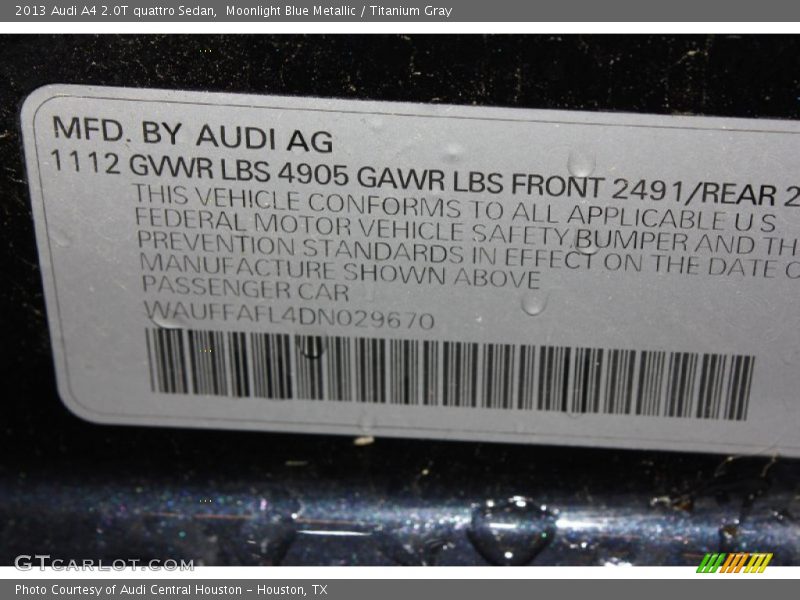 2013 Audi A4 2.0T quattro Sedan,  Moonlight Blue Metallic / Titanium Gray
MFD. BY AUDI AG
1112 GVWR LBS 4905 GAWR LBS FRONT 2491/REAR 2
THIS VEHICLE CONFORMS TO ALL APPLICABLE U S
FEDERAL MOTOR VEHICLE SAFETY,BUMPER AND TH
PREVENTION STANDARDS IN EFFECT ON THE DATE O
MANUFACTURE SHOWN ABOVE
PASSENGER CAR
WAUFFAFL4DN029670
GTCARLOT.COM
Photo Courtesy of Audi Central Houston - Houston, TX